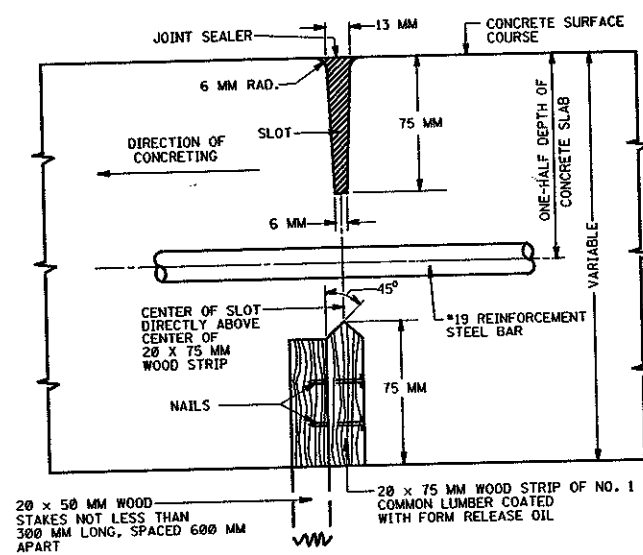 13 MM
CONCRETE SURFACE
COURSE
JOINT SEALER
6 MM RAD.
SLOT
75 MM
DIRECTION OF
CONCRETING
ONE-HALF DEPTH OF
CONCRETE SLAB
VARIABLE
6 MM
45°
CENTER OF SLOT
DIRECTLY ABOVE
CENTER OF
20 X 75 MM
WOOD STRIP
*19 REINFORCEMENT
STEEL BAR
75 MM
NAILS
20 x 50 MM WOOD
STAKES NOT LESS THAN
300 MM LONG, SPACED 600 MM
APART
20 x 75 MM WOOD STRIP OF NO. 1
COMMON LUMBER COATED
WITH FORM RELEASE OIL